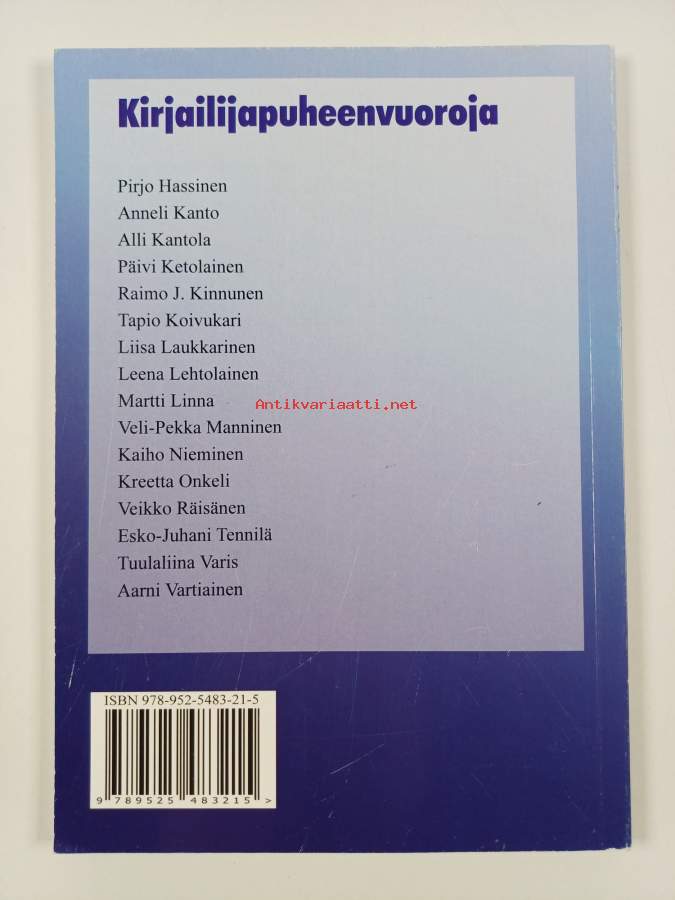 Kirjailijapuheenvuoroja
Pirjo Hassinen
Anneli Kanto
Alli Kantola
Päivi Ketolainen
Raimo J. Kinnunen
Tapio Koivukari
Liisa Laukkarinen
Leena Lehtolainen
Martti Linna
Antikvariaatti.net
Veli-Pekka Manninen
Kaiho Nieminen
Kreetta Onkeli
Veikko Räisänen
Esko-Juhani Tennilä
Tuulaliina Varis
Aarni Vartiainen
ISBN 978-952-5483-21-5
9 789525 483215 >